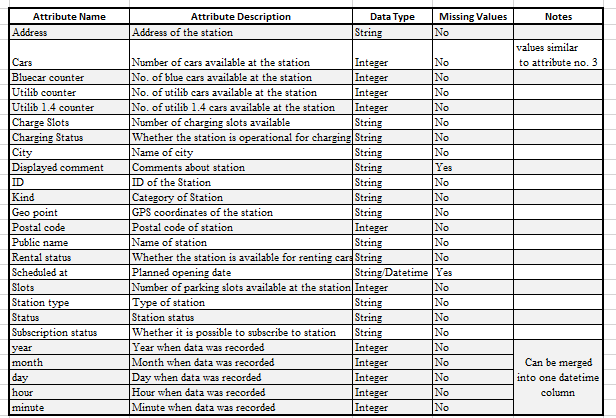 Attribute Name Attribute Description Data Type Missing Values Notes
Address Address of the station String No
values similar
Cars Number of cars available at the station Integer No to attribute no. 3
Bluecar counter No. of blue cars available at the station Integer No
Utilib counter No. of utilib cars available at the station Integer No
Utilib 1.4 counter No. of utilib 1.4 cars available at the station Integer No
Charge Slots Number of charging slots available String No
Charging Status Whether the station is operational for charging String No
City Name of city String No
Displayed comment Comments about station String Yes
ID ID of the Station String No
Kind Category of Station String No
Geo point GPS coordinates of the station String No
Postal code Postal code of station Integer No
Public name Name of station String No
Rental status Whether the station is available for renting cars String No
Scheduled at Planned opening date String/Datetime Yes
Slots Number of parking slots available at the station Integer No
Station type Type of station String No
Status Station status String No
Subscription status Whether it is possible to subscribe to station String No
year Year when data was recorded Integer No
month Month when data was recorded Integer No Can be merged
day Day when data was recorded Integer No into one datetime
hour Hour when data was recorded Integer No column
minute Minute when data was recorded Integer No